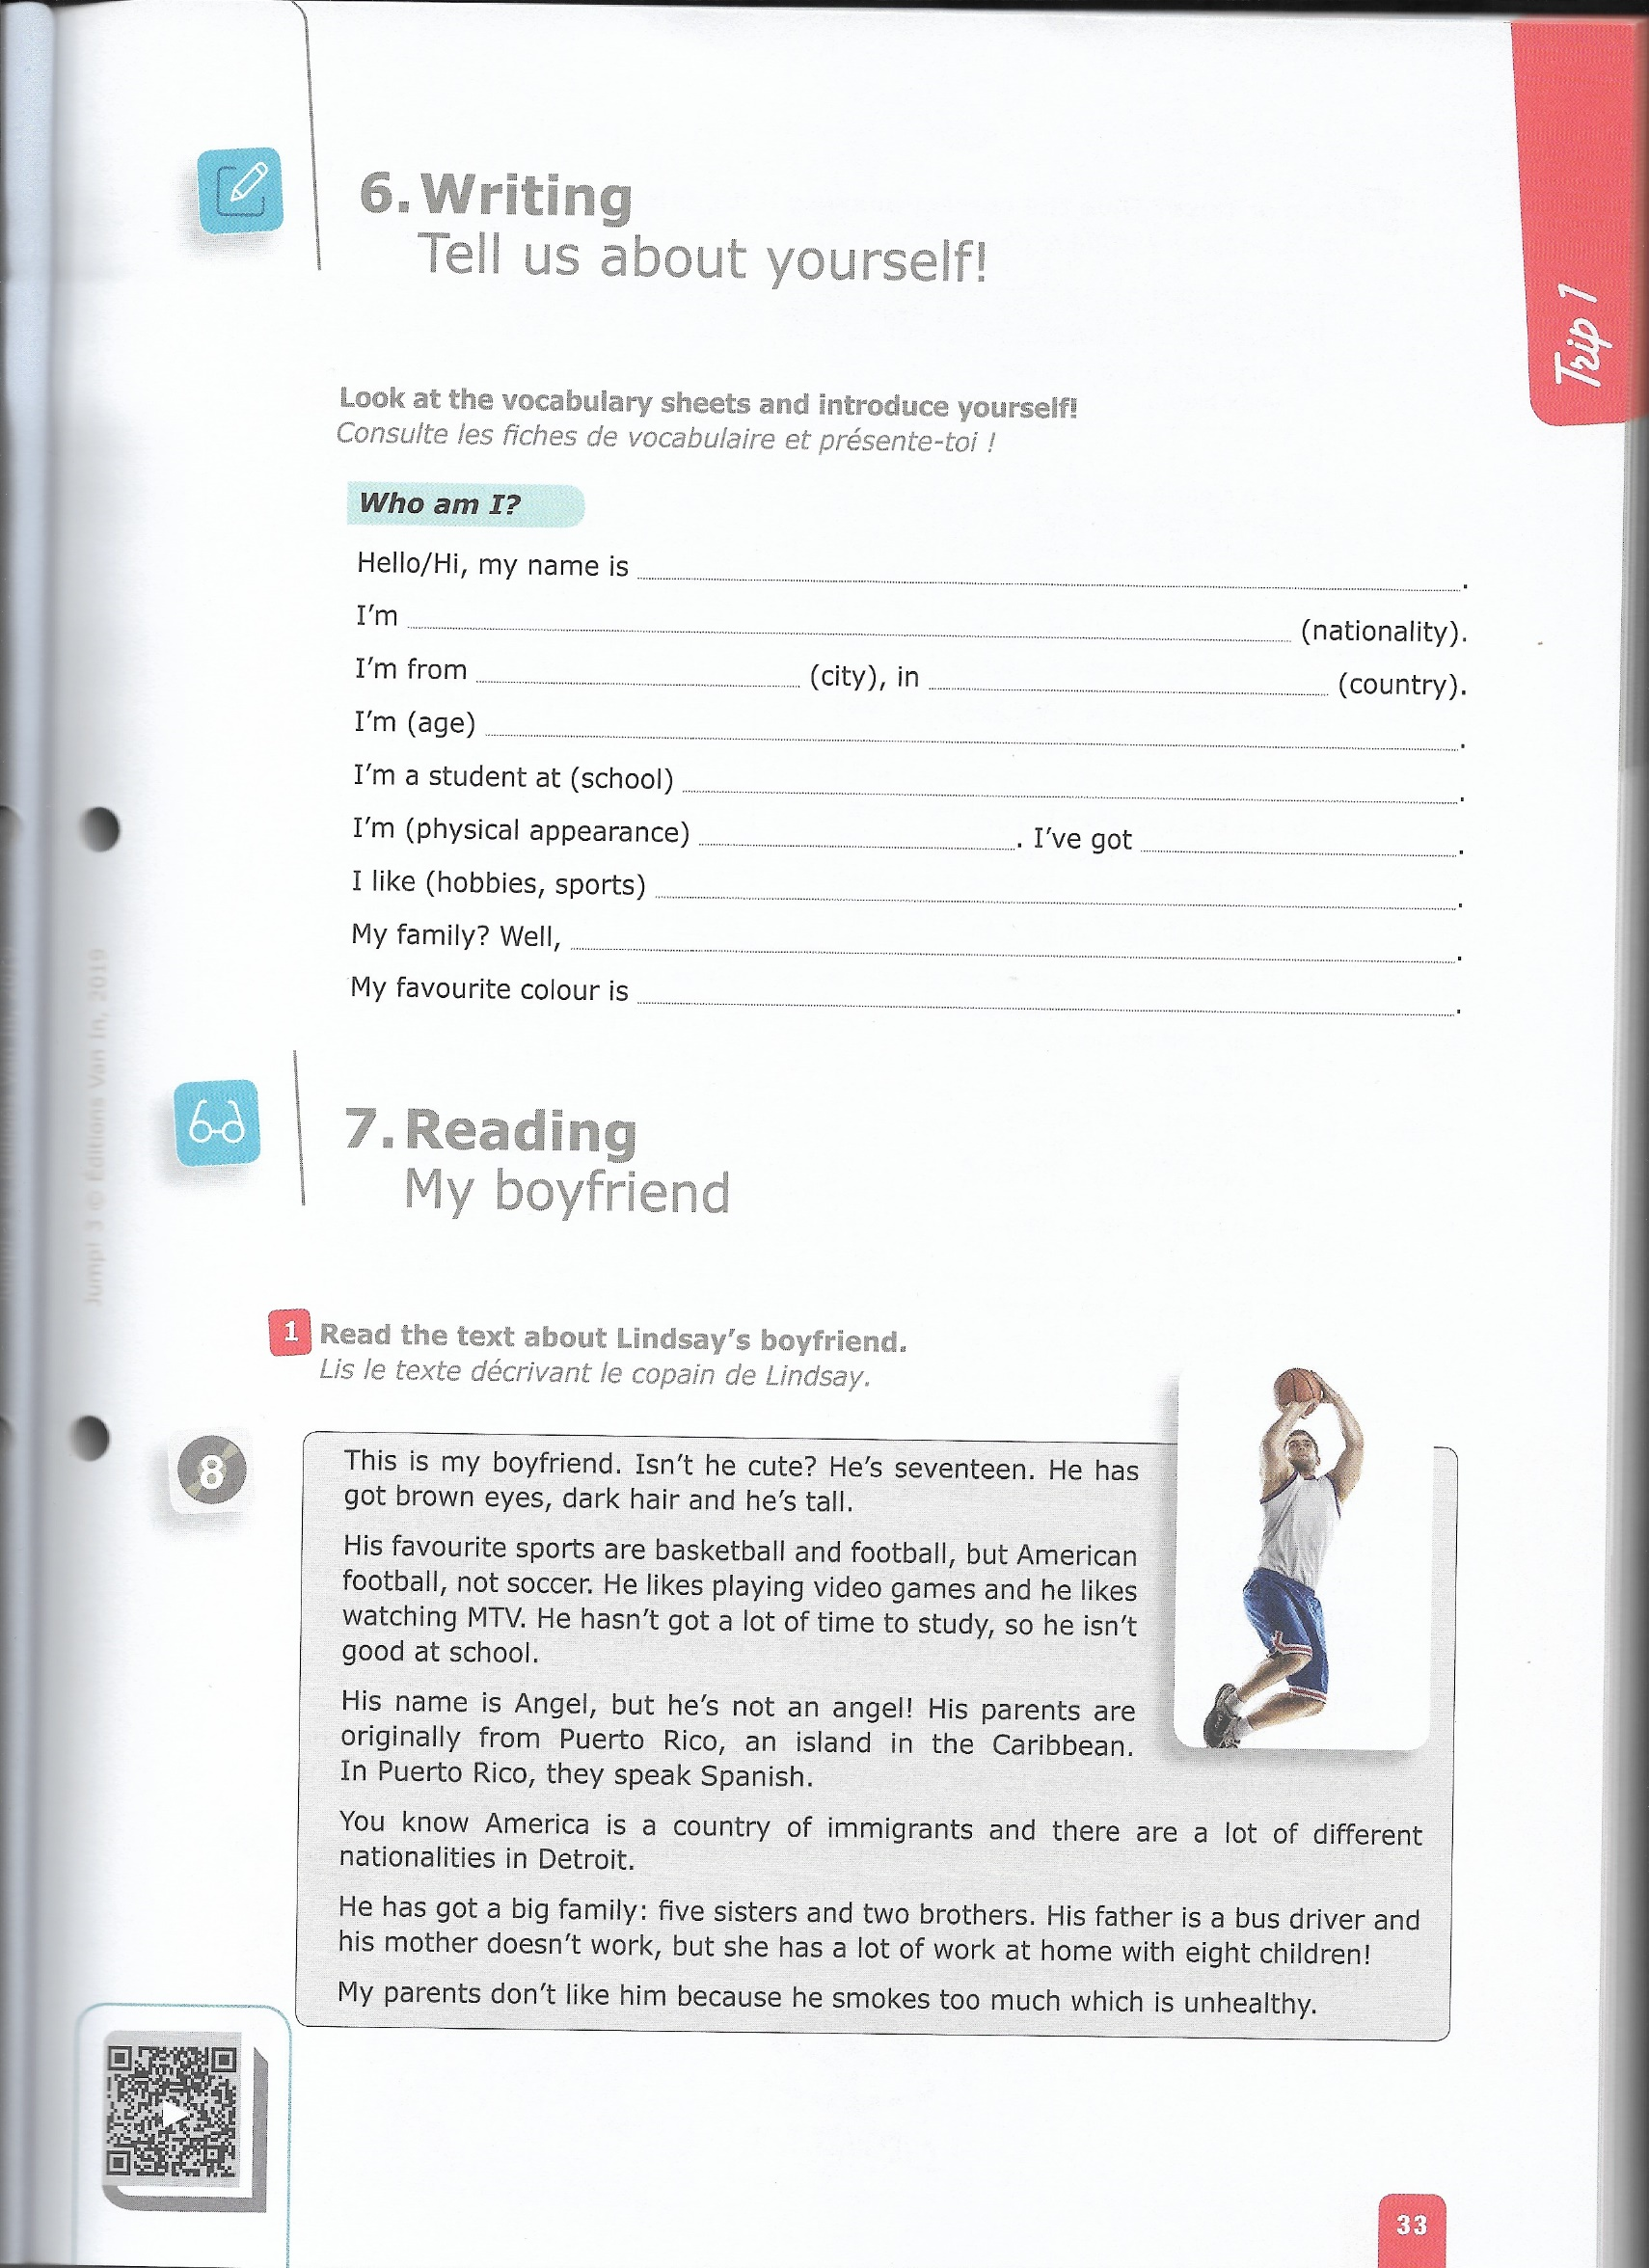 6. Writing
Tell us about yourself!
Trip 1
Look at the vocabulary sheets and introduce yourself!
Consulte les fiches de vocabulaire et présente-toi !
Who am I?
Hello/Hi, my name is .
I'm (nationality).
I'm from (city), in (country).
I'm (age) .
I'm a student at (school) .
I'm (physical appearance) . I've got .
I like (hobbies, sports) .
My family? Well, .
My favourite colour is .
Jump! 3 © Éditions Van In, 2019
7. Reading
My boyfriend
1 Read the text about Lindsay's boyfriend.
Lis le texte décrivant le copain de Lindsay.
8
This is my boyfriend. Isn't he cute? He's seventeen. He has
got brown eyes, dark hair and he's tall.
His favourite sports are basketball and football, but American
football, not soccer. He likes playing video games and he likes
watching MTV. He hasn't got a lot of time to study, so he isn't
good at school.
His name is Angel, but he's not an angel! His parents are
originally from Puerto Rico, an island in the Caribbean.
In Puerto Rico, they speak Spanish.
You know America is a country of immigrants and there are a lot of different
nationalities in Detroit.
He has got a big family: five sisters and two brothers. His father is a bus driver and
his mother doesn't work, but she has a lot of work at home with eight children!
My parents don't like him because he smokes too much which is unhealthy.
33